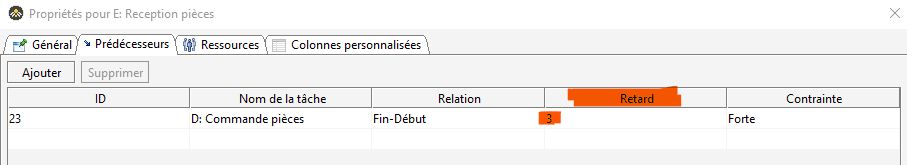 Propriétés pour E: Reception pièces
Général Prédécesseurs Ressources Colonnes personnalisées
Ajouter Supprimer
ID Nom de la tâche Relation Retard Contrainte
23 D: Commande pièces Fin-Début 3 Forte